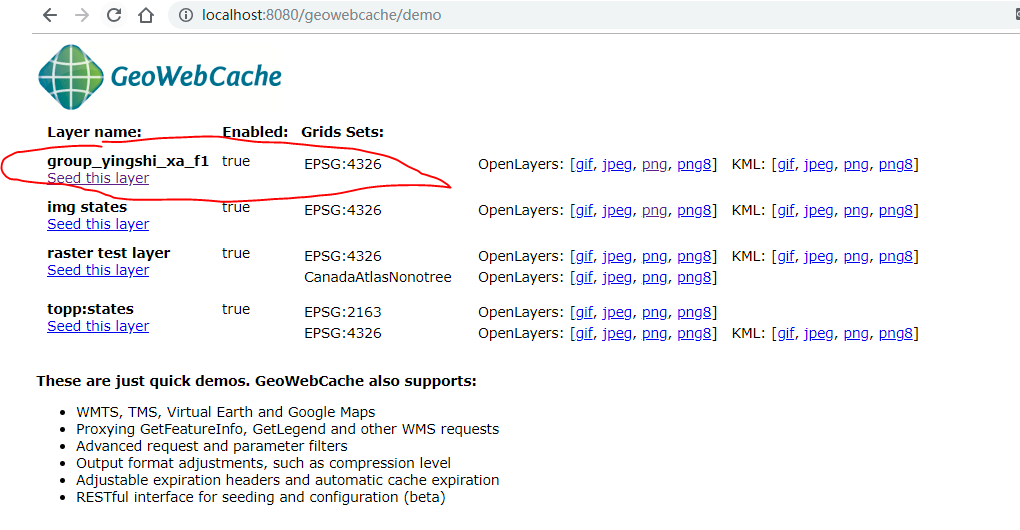 localhost:8080/geowebcache/demo
GeoWebCache
Layer name: Enabled: Grids Sets:
group_yingshi_xa_f1 true EPSG:4326 OpenLayers: [gif, jpeg, png, png8] KML: [gif, jpeg, png, png8]
Seed this layer
img states true EPSG:4326 OpenLayers: [gif, jpeg, png, png8] KML: [gif, jpeg, png, png8]
Seed this layer
raster test layer true EPSG:4326 OpenLayers: [gif, jpeg, png, png8] KML: [gif, jpeg, png, png8]
Seed this layer CanadaAtlasNonotree OpenLayers: [gif, jpeg, png, png8]
topp:states true EPSG:2163 OpenLayers: [gif, jpeg, png, png8]
Seed this layer EPSG:4326 OpenLayers: [gif, jpeg, png, png8] KML: [gif, jpeg, png, png8]
These are just quick demos. GeoWebCache also supports:
• WMTS, TMS, Virtual Earth and Google Maps
• Proxying GetFeatureInfo, GetLegend and other WMS requests
• Advanced request and parameter filters
• Output format adjustments, such as compression level
• Adjustable expiration headers and automatic cache expiration
• RESTful interface for seeding and configuration (beta)